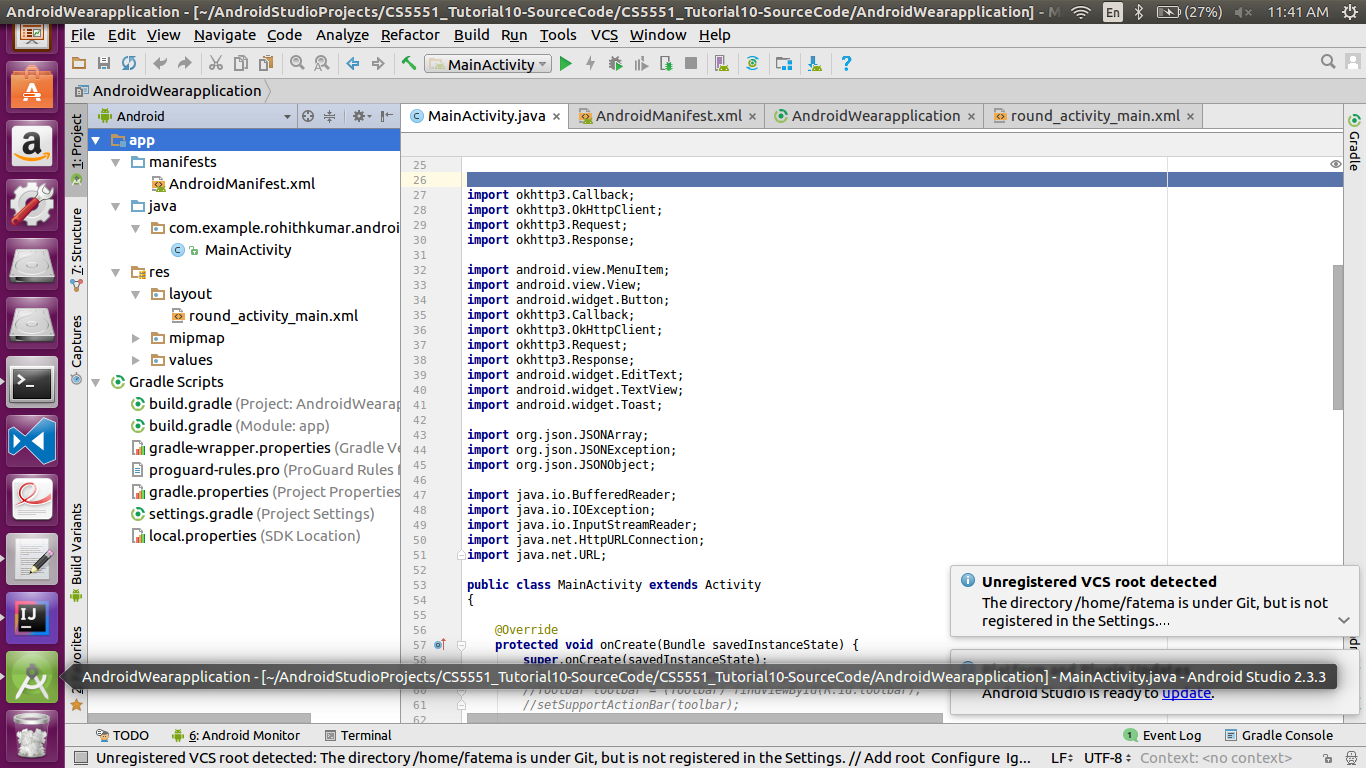 AndroidWearapplication - [~/AndroidStudioProjects/CS5551_Tutorial10-SourceCode/CS5551_Tutorial10-SourceCode/AndroidWearapplication] - M
En
(27%)
11:41 AM
File Edit View Navigate Code Analyze Refactor Build Run Tools VCS Window Help
MainActivity
AndroidWearapplication
Android
MainActivity.java
AndroidManifest.xml
AndroidWearapplication
round_activity_main.xml
1: Project
7: Structure
Captures
Build Variants
Gradle
app
manifests
AndroidManifest.xml
java
com.example.rohithkumar.androi
MainActivity
res
layout
round_activity_main.xml
mipmap
values
Gradle Scripts
build.gradle (Project: AndroidWearap
build.gradle (Module: app)
gradle-wrapper.properties (Gradle Ve
proguard-rules.pro (ProGuard Rules f
gradle.properties (Project Properties
settings.gradle (Project Settings)
local.properties (SDK Location)
25
26
27 import okhttp3.Callback;
28 import okhttp3.OkHttpClient;
29 import okhttp3.Request;
30 import okhttp3.Response;
31
32 import android.view.MenuItem;
33 import android.view.View;
34 import android.widget.Button;
35 import okhttp3.Callback;
36 import okhttp3.OkHttpClient;
37 import okhttp3.Request;
38 import okhttp3.Response;
39 import android.widget.EditText;
40 import android.widget.TextView;
41 import android.widget.Toast;
42
43 import org.json.JSONArray;
44 import org.json.JSONException;
45 import org.json.JSONObject;
46
47 import java.io.BufferedReader;
48 import java.io.IOException;
49 import java.io.InputStreamReader;
50 import java.net.HttpURLConnection;
51 import java.net.URL;
52
53 public class MainActivity extends Activity
54 {
55
56 @Override
57 protected void onCreate(Bundle savedInstanceState) {
58 super.onCreate(savedInstanceState);
60 //Toolbar toolbar = (Toolbar) findViewById(R.id.toolbar);
61 //setSupportActionBar(toolbar);
62
Unregistered VCS root detected
The directory /home/fatema is under Git, but is not
registered in the Settings....
Platform and Plugin Updates
Android Studio is ready to update.
AndroidWearapplication - [~/AndroidStudioProjects/CS5551_Tutorial10-SourceCode/CS5551_Tutorial10-SourceCode/AndroidWearapplication] - MainActivity.java - Android Studio 2.3.3
TODO
6: Android Monitor
Terminal
1 Event Log
Gradle Console
Unregistered VCS root detected: The directory /home/fatema is under Git, but is not registered in the Settings. // Add root Configure Ig...
LF
UTF-8
Context: <no context>